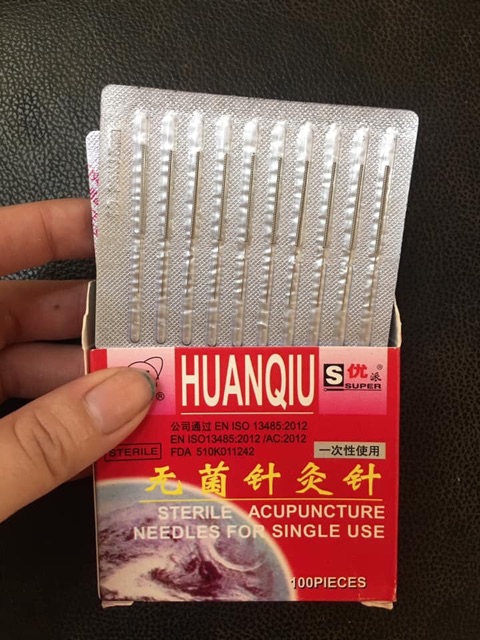 HUANQIU
S 优派®
SUPER
®
公司通过 EN ISO 13485:2012
EN ISO13485:2012 /AC:2012
STERILE
FDA 510K011242
一次性使用
无菌针灸针
STERILE ACUPUNCTURE
NEEDLES FOR SINGLE USE
100PIECES